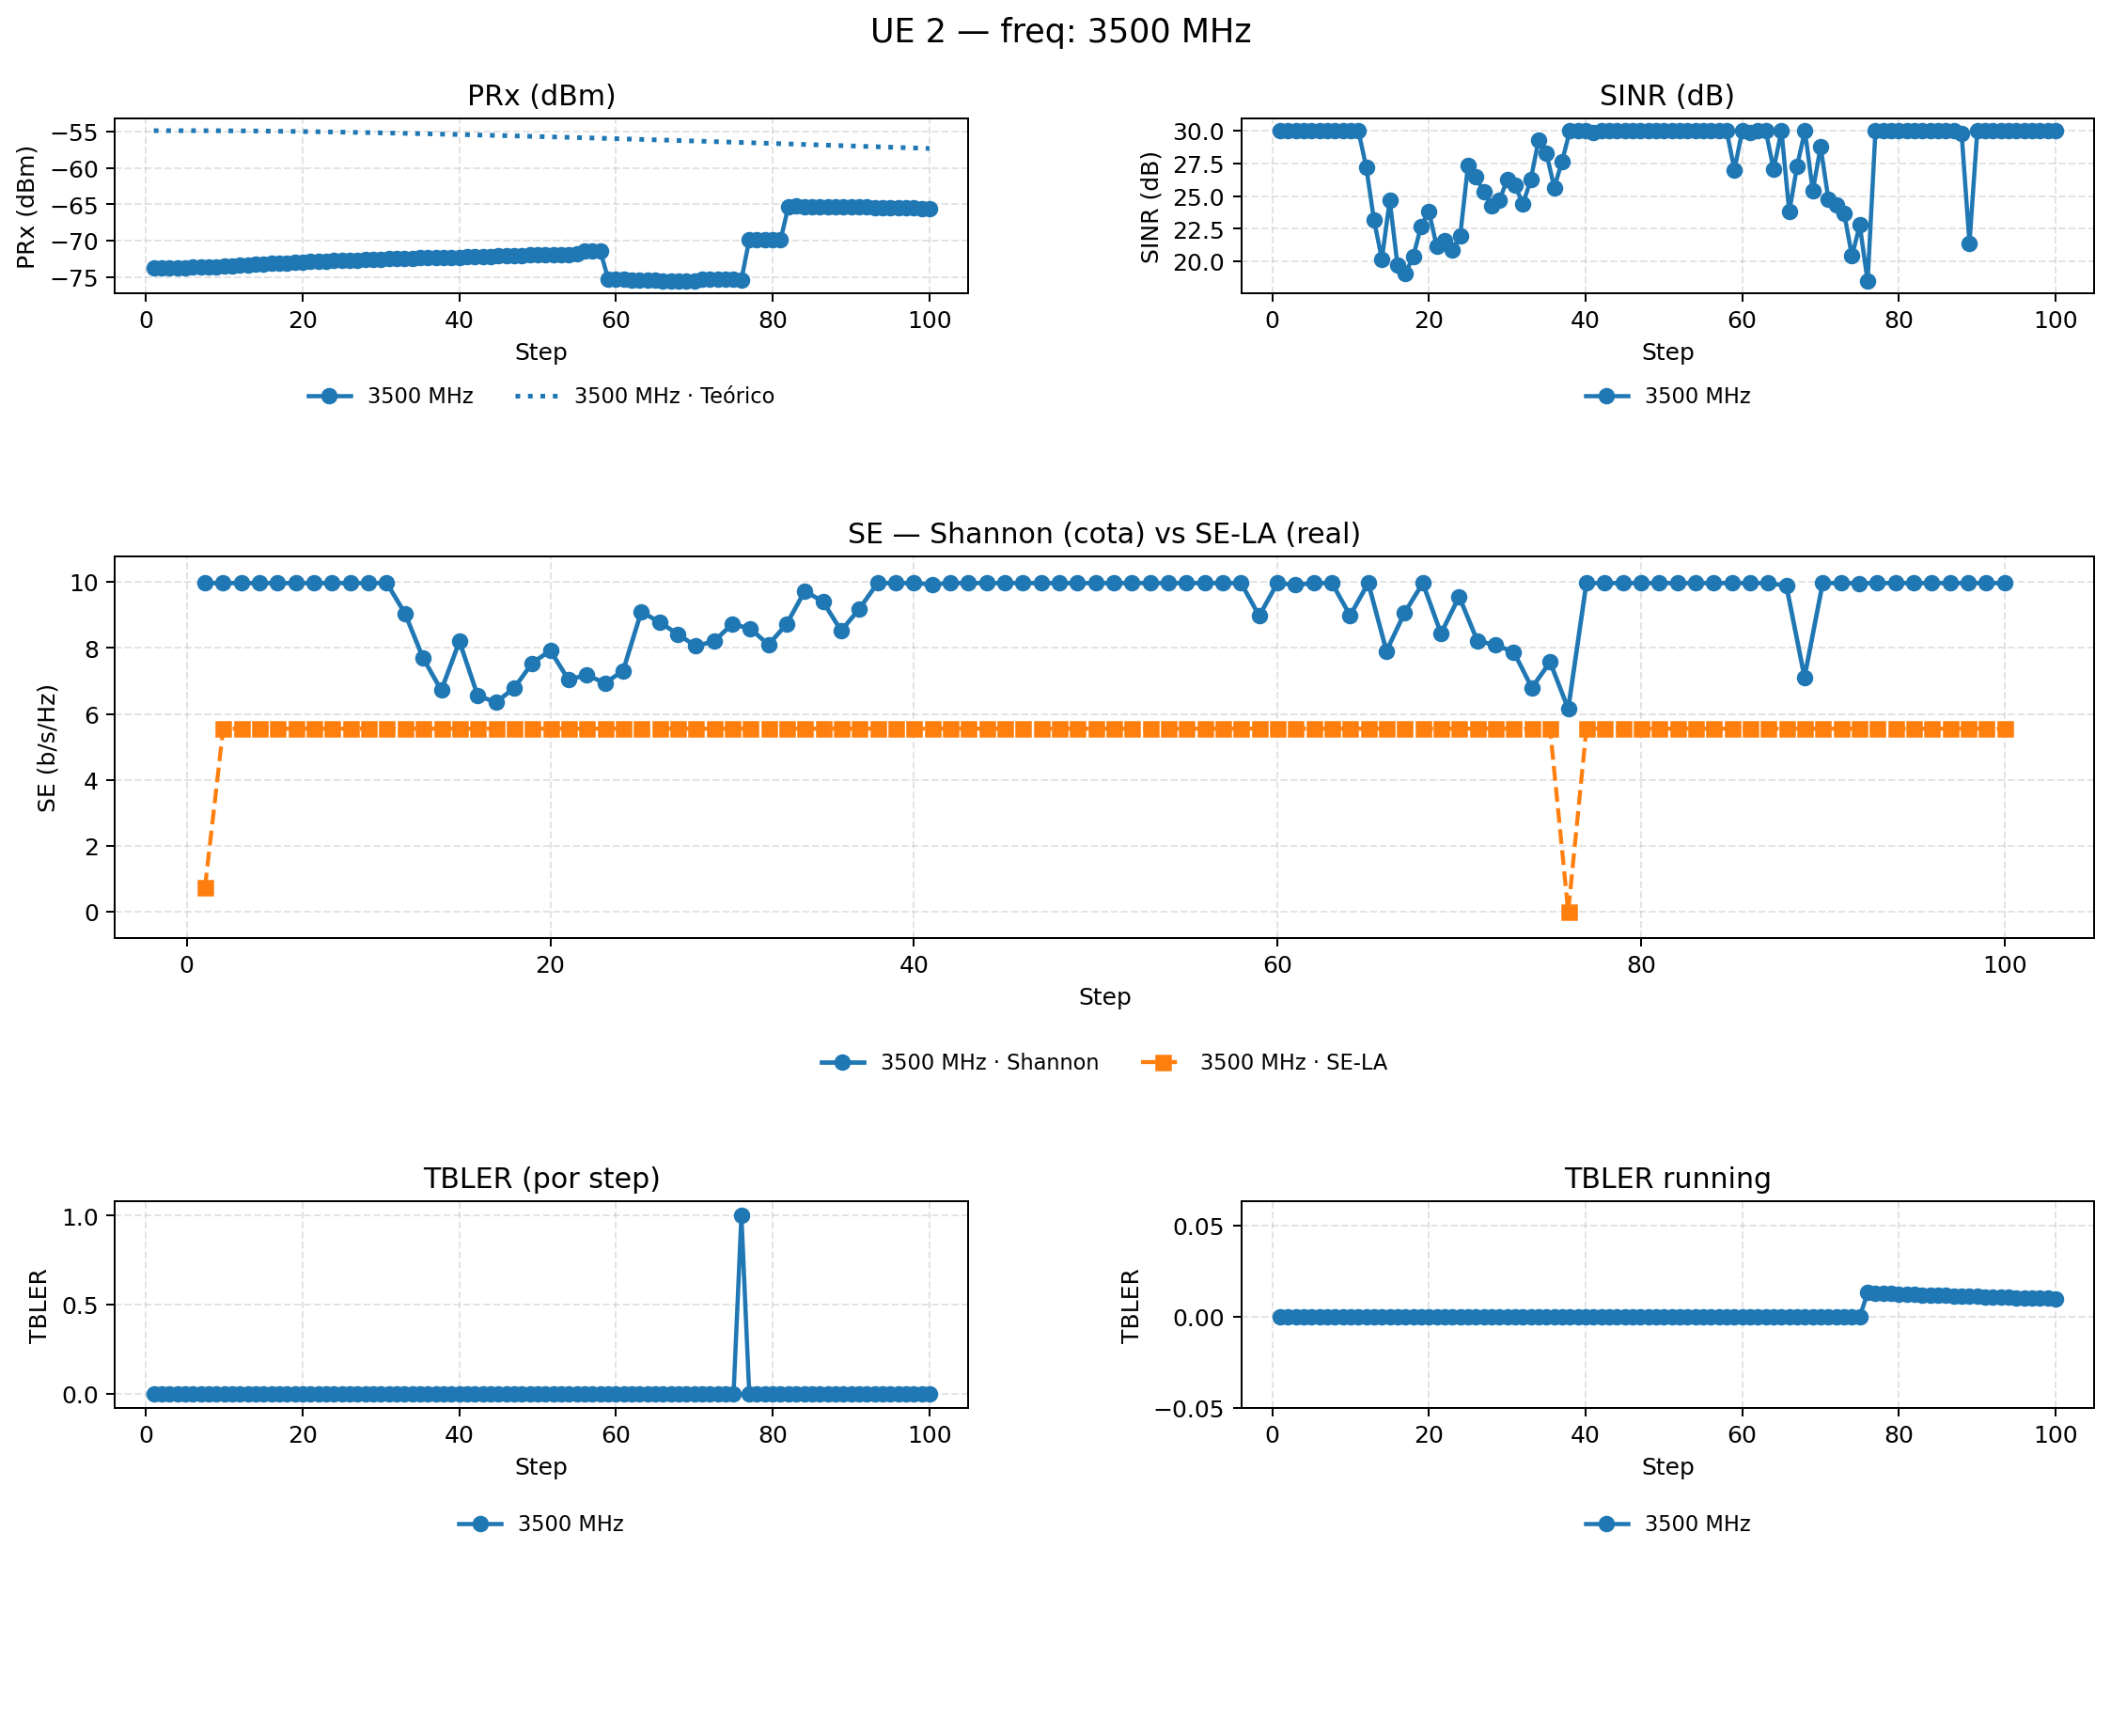 UE 2 — freq: 3500 MHz
PRx (dBm)
PRx (dBm)
−55
−60
−65
−70
−75
0 20 40 60 80 100
Step
3500 MHz 3500 MHz · Teórico
SINR (dB)
SINR (dB)
30.0
27.5
25.0
22.5
20.0
0 20 40 60 80 100
Step
3500 MHz
SE — Shannon (cota) vs SE-LA (real)
SE (b/s/Hz)
10
8
6
4
2
0
0 20 40 60 80 100
Step
3500 MHz · Shannon 3500 MHz · SE-LA
TBLER (por step)
TBLER
1.0
0.5
0.0
0 20 40 60 80 100
Step
3500 MHz
TBLER running
TBLER
0.05
0.00
−0.05
0 20 40 60 80 100
Step
3500 MHz